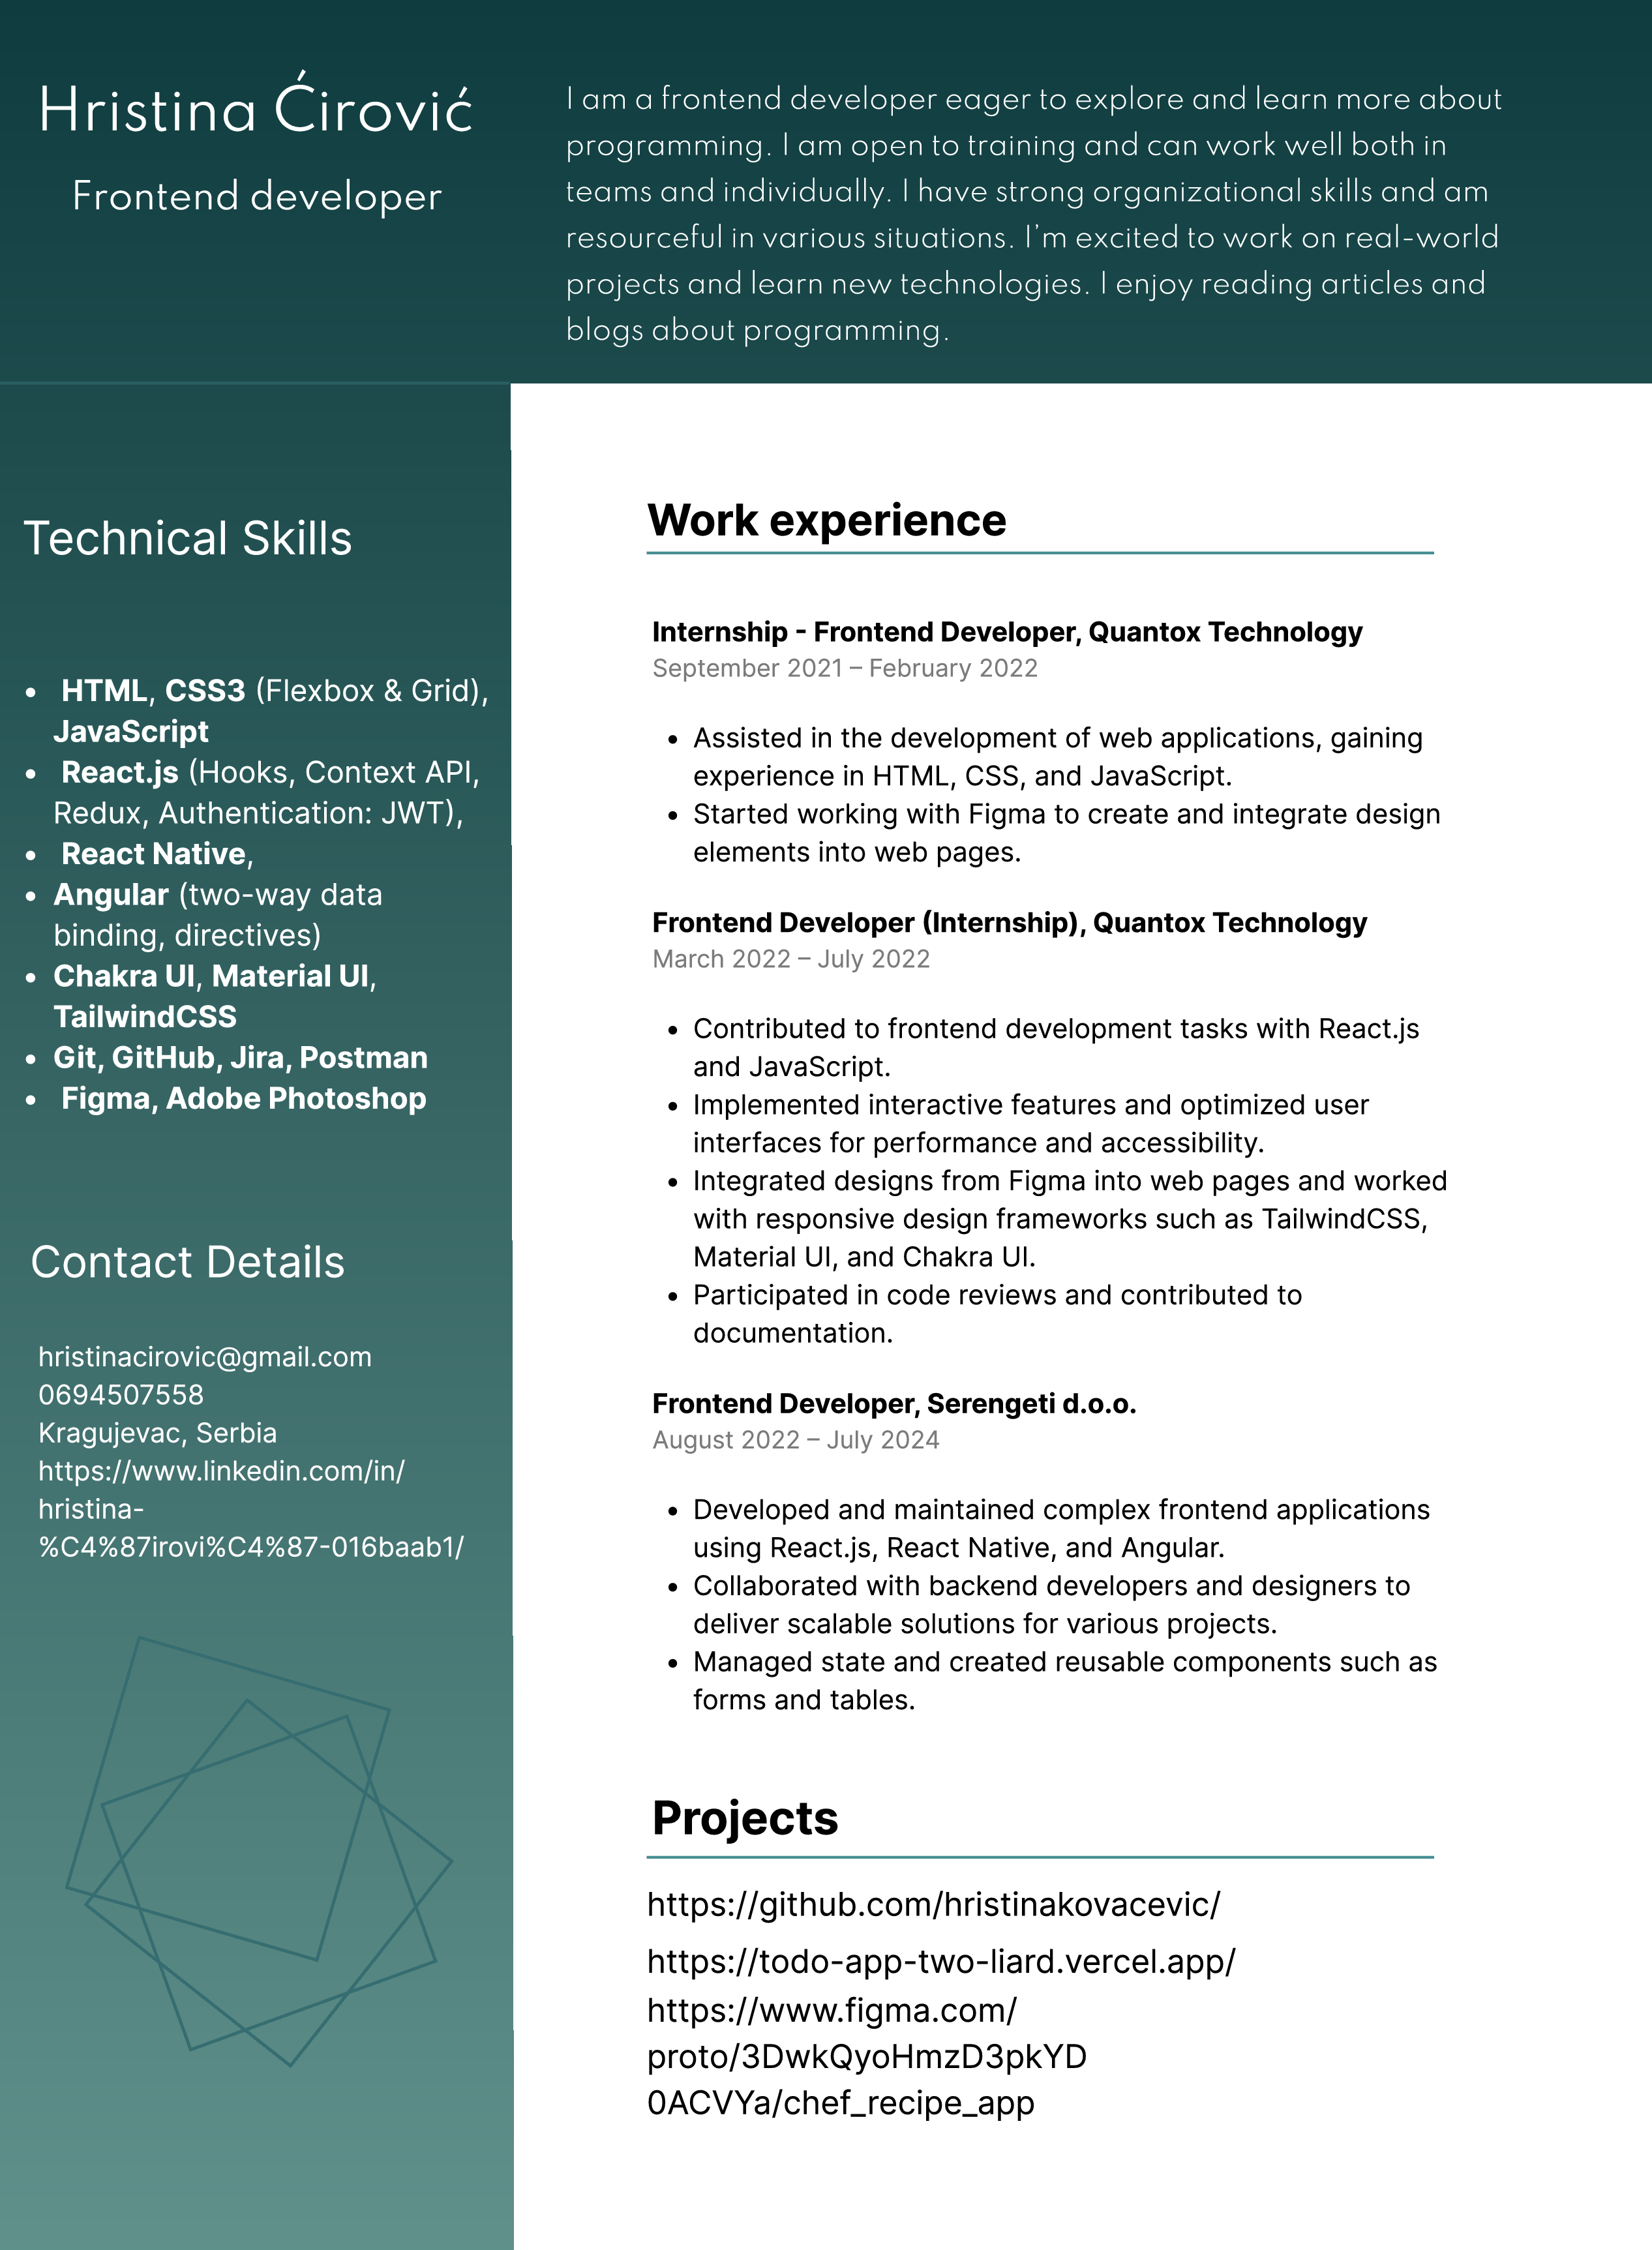 Hristina Ćirović
Frontend developer
I am a frontend developer eager to explore and learn more about
programming. I am open to training and can work well both in
teams and individually. I have strong organizational skills and am
resourceful in various situations. I’m excited to work on real-world
projects and learn new technologies. I enjoy reading articles and
blogs about programming.
Technical Skills
• HTML, CSS3 (Flexbox & Grid),
JavaScript
• React.js (Hooks, Context API,
Redux, Authentication: JWT),
• React Native,
• Angular (two-way data
binding, directives)
• Chakra UI, Material UI,
TailwindCSS
• Git, GitHub, Jira, Postman
• Figma, Adobe Photoshop
Contact Details
hristinacirovic@gmail.com
0694507558
Kragujevac, Serbia
https://www.linkedin.com/in/
hristina-
%C4%87irovi%C4%87-016baab1/
Work experience
Internship - Frontend Developer, Quantox Technology
September 2021 – February 2022
• Assisted in the development of web applications, gaining
experience in HTML, CSS, and JavaScript.
• Started working with Figma to create and integrate design
elements into web pages.
Frontend Developer (Internship), Quantox Technology
March 2022 – July 2022
• Contributed to frontend development tasks with React.js
and JavaScript.
• Implemented interactive features and optimized user
interfaces for performance and accessibility.
• Integrated designs from Figma into web pages and worked
with responsive design frameworks such as TailwindCSS,
Material UI, and Chakra UI.
• Participated in code reviews and contributed to
documentation.
Frontend Developer, Serengeti d.o.o.
August 2022 – July 2024
• Developed and maintained complex frontend applications
using React.js, React Native, and Angular.
• Collaborated with backend developers and designers to
deliver scalable solutions for various projects.
• Managed state and created reusable components such as
forms and tables.
Projects
https://github.com/hristinakovacevic/
https://todo-app-two-liard.vercel.app/
https://www.figma.com/
proto/3DwkQyoHmzD3pkYD
0ACVYa/chef_recipe_app